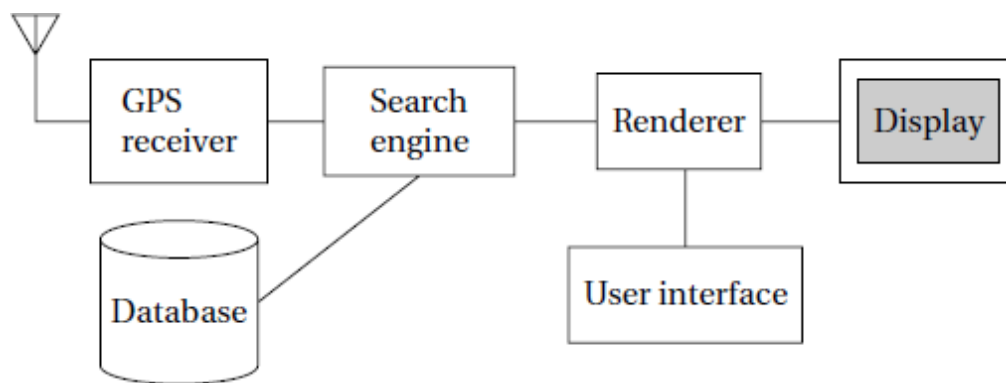 GPS
receiver
Search
engine
Renderer
Display
Database
User interface